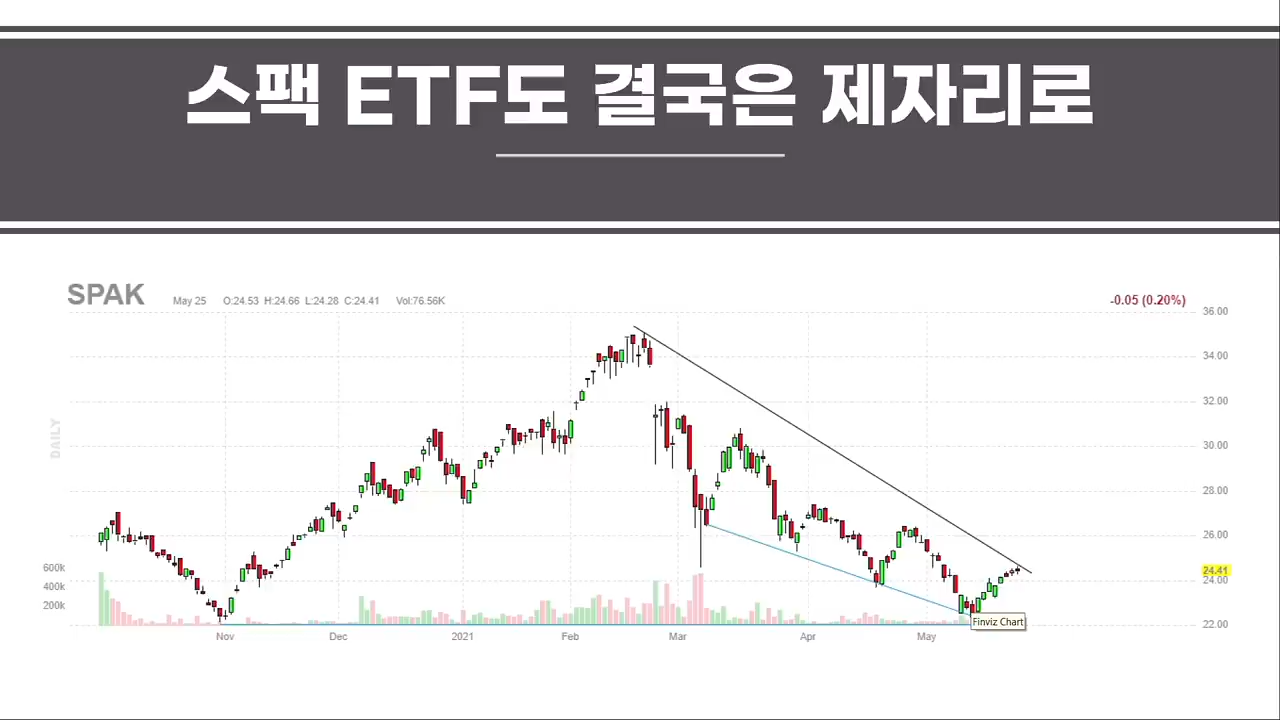 스팩 ETF도 결국은 제자리로
SPAK May 25 O:24.53 H:24.66 L:24.28 C:24.41 Vol:76.56K -0.05 (0.20%)
36.00
34.00
32.00
DAILY
30.00
28.00
26.00
600k
24.41
24.00
400k
200k
22.00
Finviz Chart
Nov Dec 2021 Feb Mar Apr May